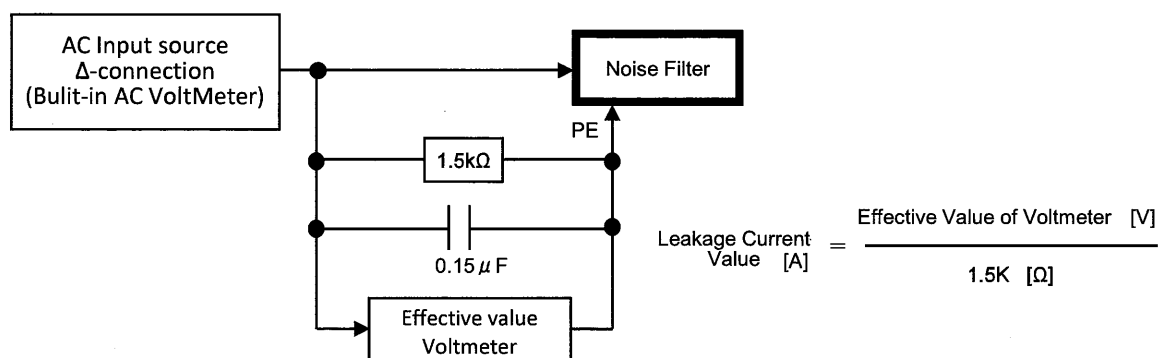 AC Input source
Δ-connection
(Bulit-in AC VoltMeter)
Noise Filter
PE
1.5kΩ
0.15μF
Effective value
Voltmeter
Leakage Current
Value [A]
=
Effective Value of Voltmeter [V]
1.5K [Ω]